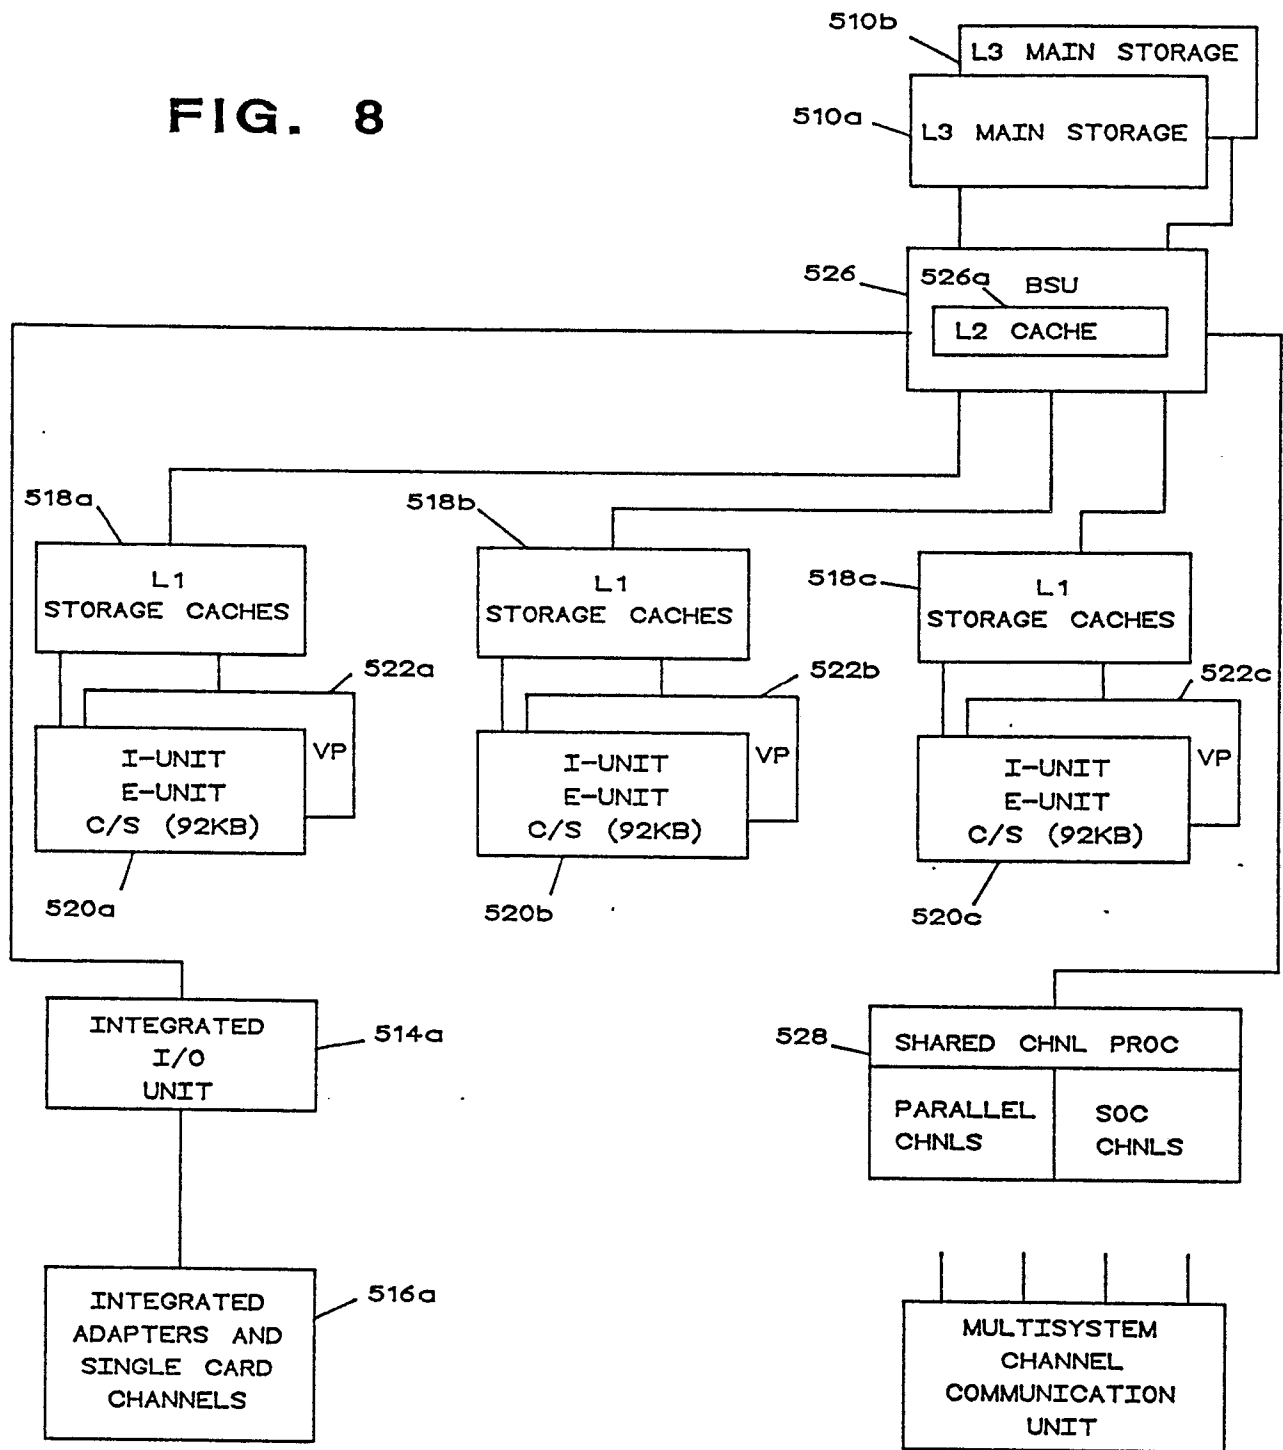 FIG. 8
510b
L3 MAIN STORAGE
510a
L3 MAIN STORAGE
526
526a
BSU
L2 CACHE
518a
L1
STORAGE CACHES
518b
L1
STORAGE CACHES
518c
L1
STORAGE CACHES
522a
VP
I-UNIT
E-UNIT
C/S (92KB)
520a
522b
VP
I-UNIT
E-UNIT
C/S (92KB)
520b
522c
VP
I-UNIT
E-UNIT
C/S (92KB)
520c
INTEGRATED
I/O
UNIT
514a
528
SHARED CHNL PROC
PARALLEL
CHNLS
SOC
CHNLS
INTEGRATED
ADAPTERS AND
SINGLE CARD
CHANNELS
516a
MULTISYSTEM
CHANNEL
COMMUNICATION
UNIT